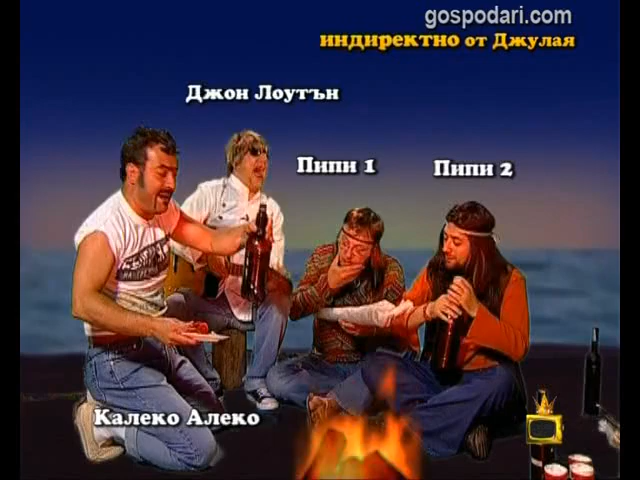 gospodari.com
индиректно от Джулая
Джон Лоутън
Пипи 1
Пипи 2
Калеко Алеко